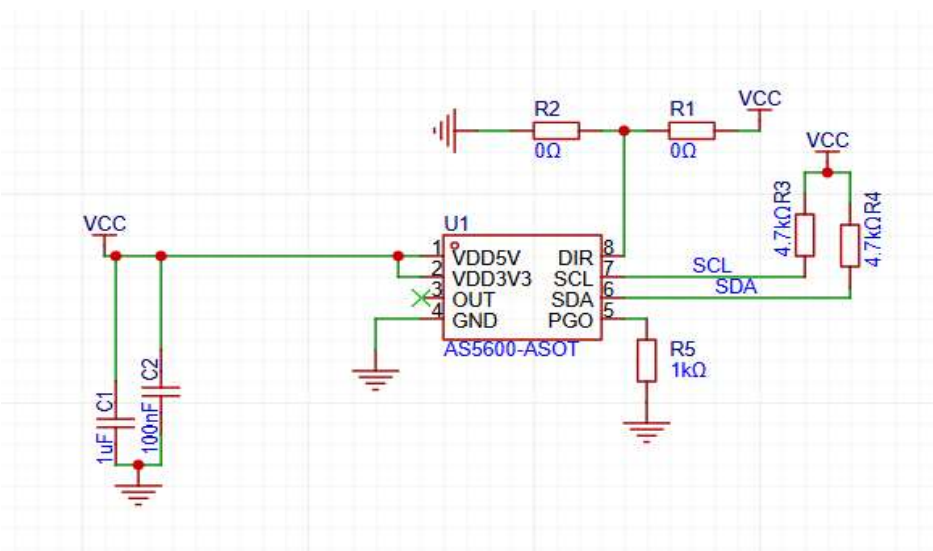 R2
0Ω
R1
0Ω
VCC
VCC
4.7kΩR3
4.7kΩR4
VCC
U1
1 VDD5V DIR 8
2 VDD3V3 SCL 7
3 OUT SDA 6
4 GND PGO 5
AS5600-ASOT
SCL
SDA
R5
1kΩ
1uF C1
100nF C2